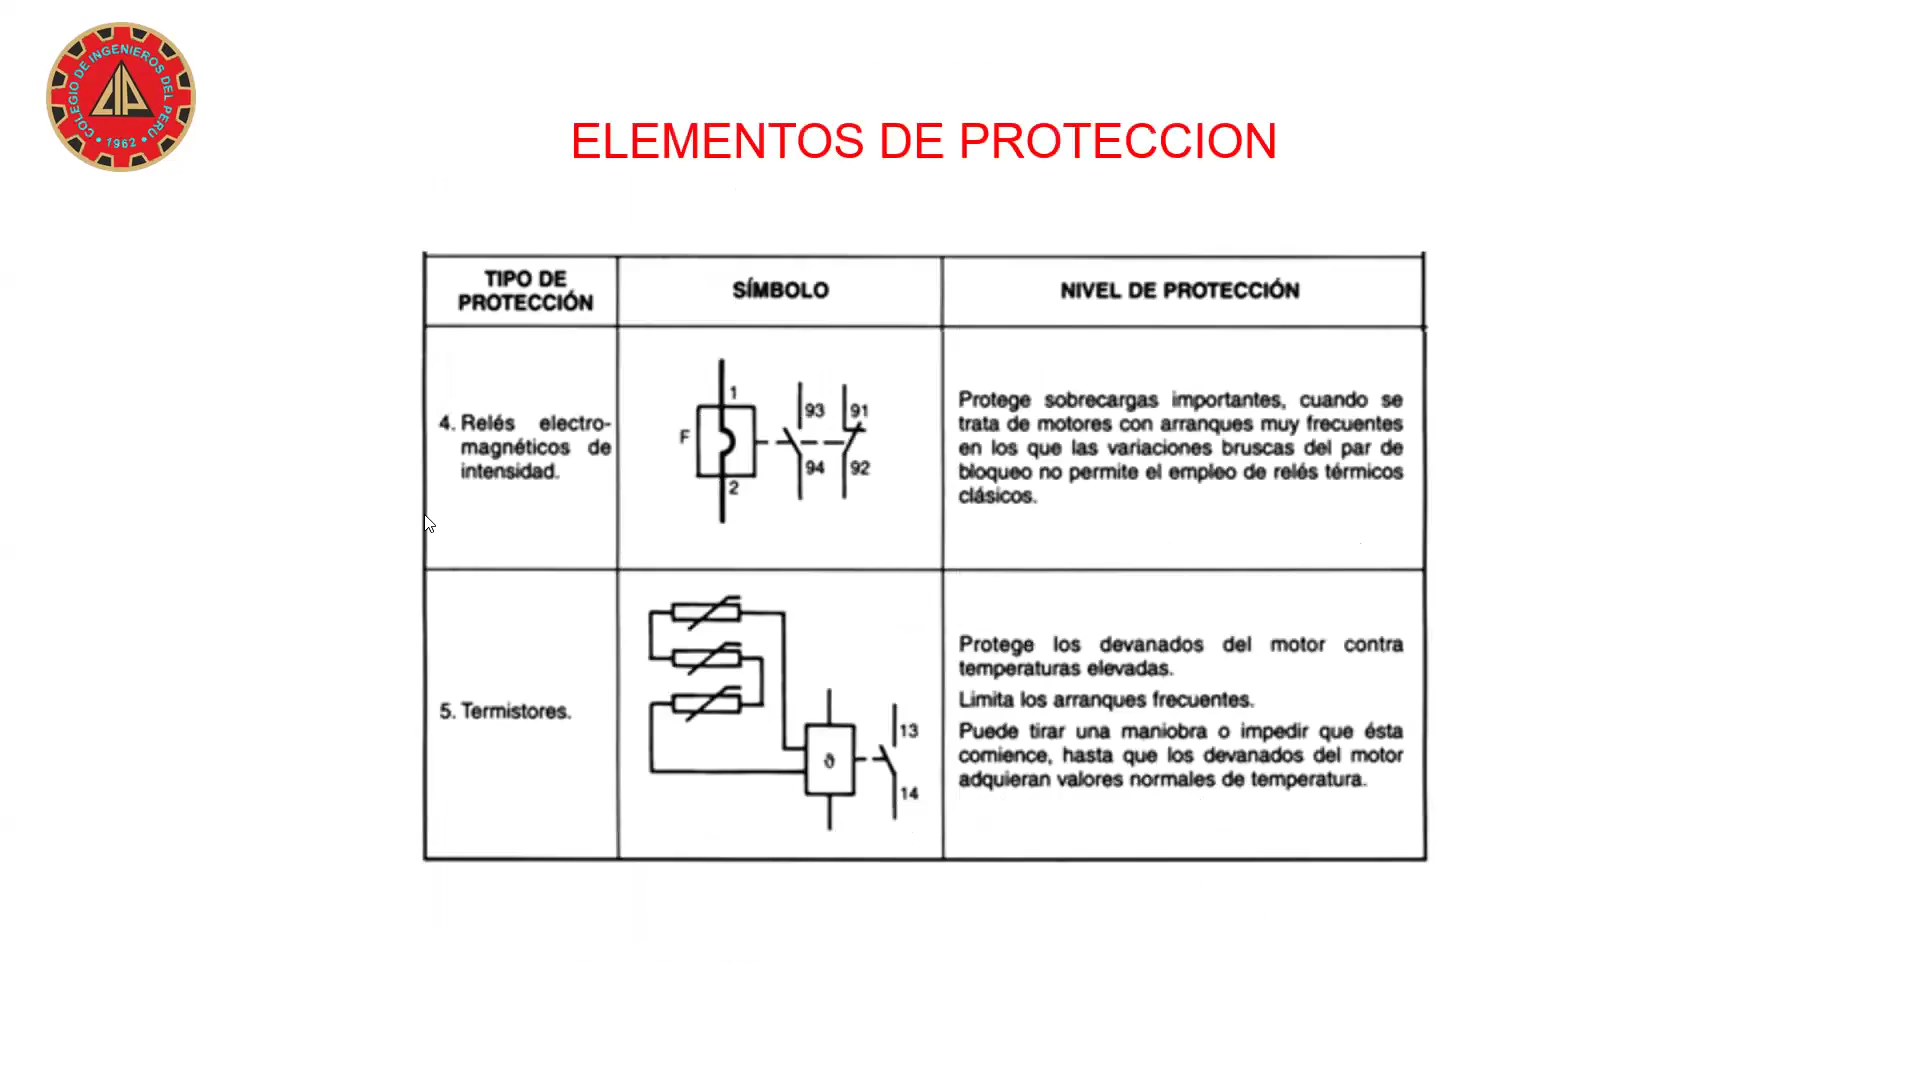 COLEGIO DE INGENIEROS DEL PERU
• 1962 •
CIP
ELEMENTOS DE PROTECCION
TIPO DE
PROTECCIÓN
SÍMBOLO
NIVEL DE PROTECCIÓN
4. Relés electro-
magnéticos de
intensidad.
F
1
2
93
94
91
92
Protege sobrecargas importantes, cuando se
trata de motores con arranques muy frecuentes
en los que las variaciones bruscas del par de
bloqueo no permite el empleo de relés térmicos
clásicos.
5. Termistores.
ϑ
13
14
Protege los devanados del motor contra
temperaturas elevadas.
Limita los arranques frecuentes.
Puede tirar una maniobra o impedir que ésta
comience, hasta que los devanados del motor
adquieran valores normales de temperatura.